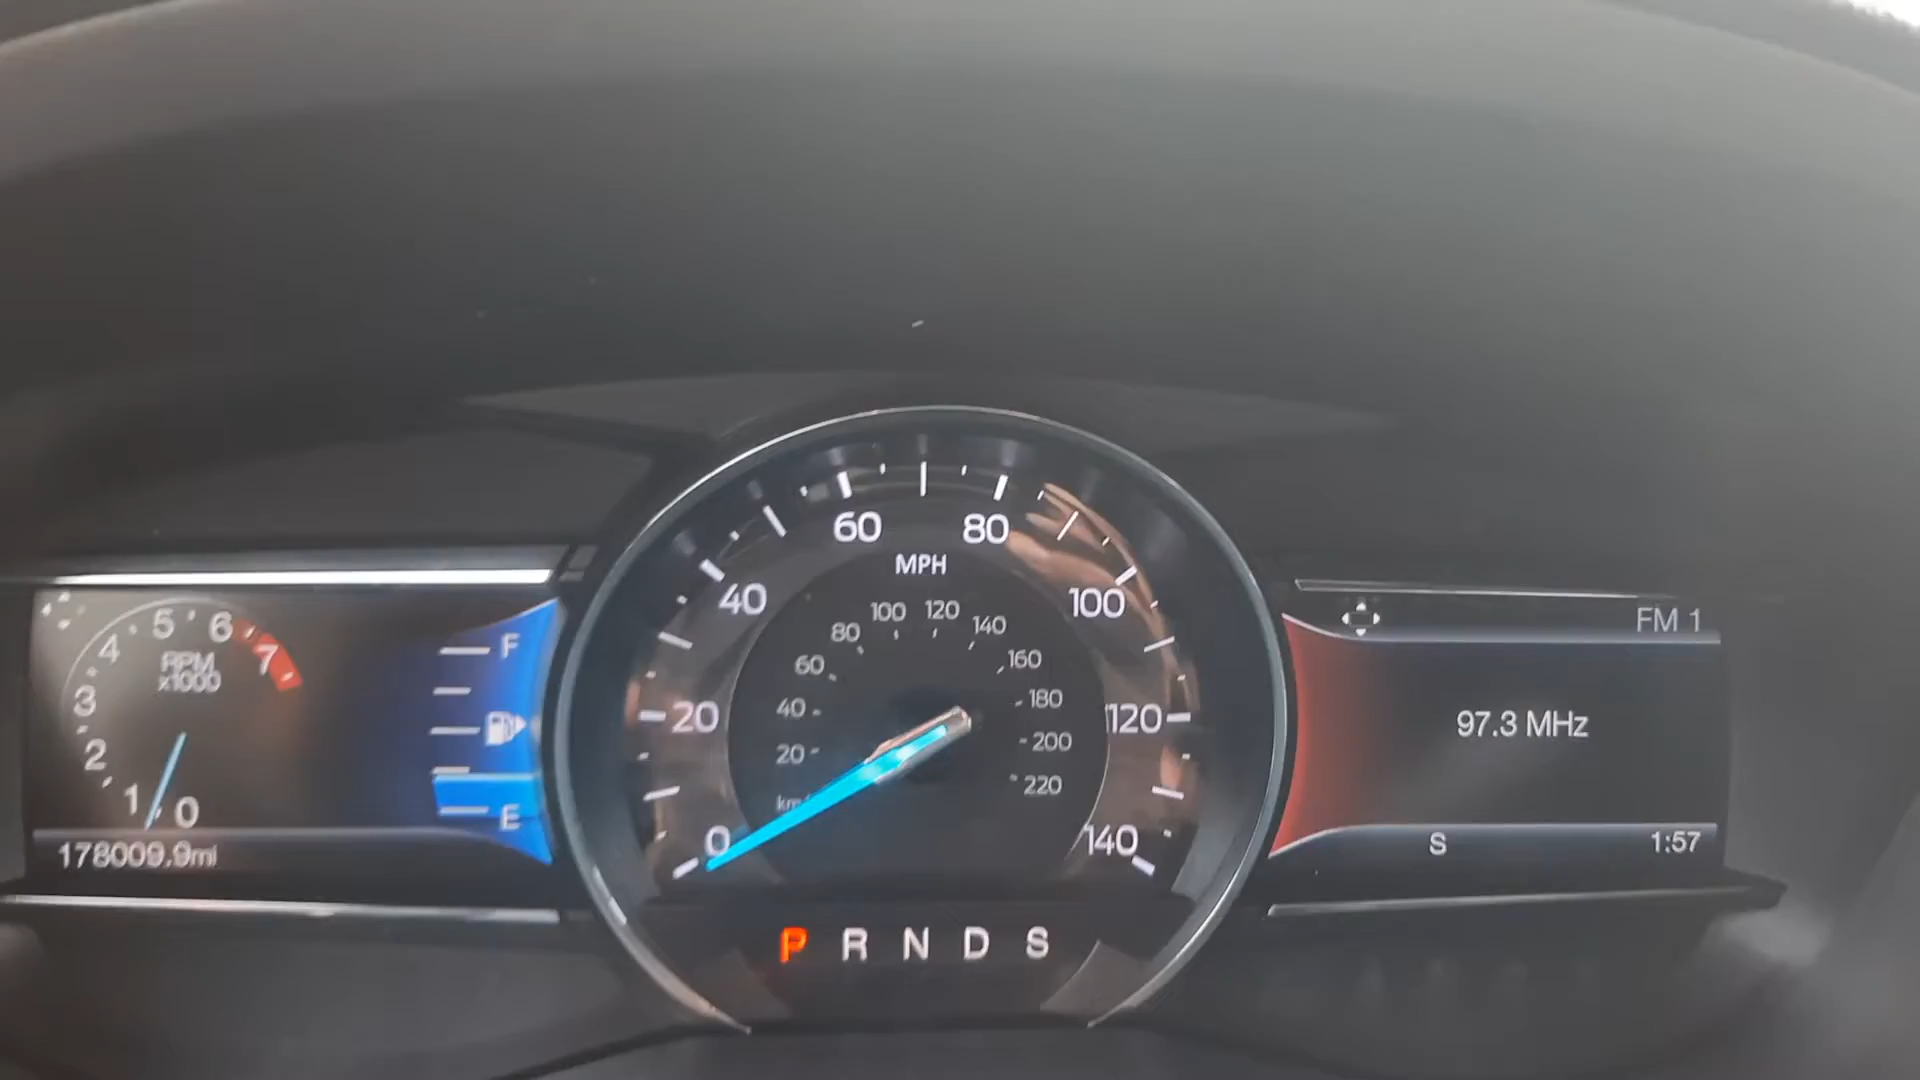 5 6
4 7
RPM
x1000
3
2
1 0
178009.9mi
F
E
60 80
MPH
40 100
100 120
80 140
60 160
40 180
20 200
220
20 120
km/
0 140
P R N D S
FM 1
97.3 MHz
S 1:57